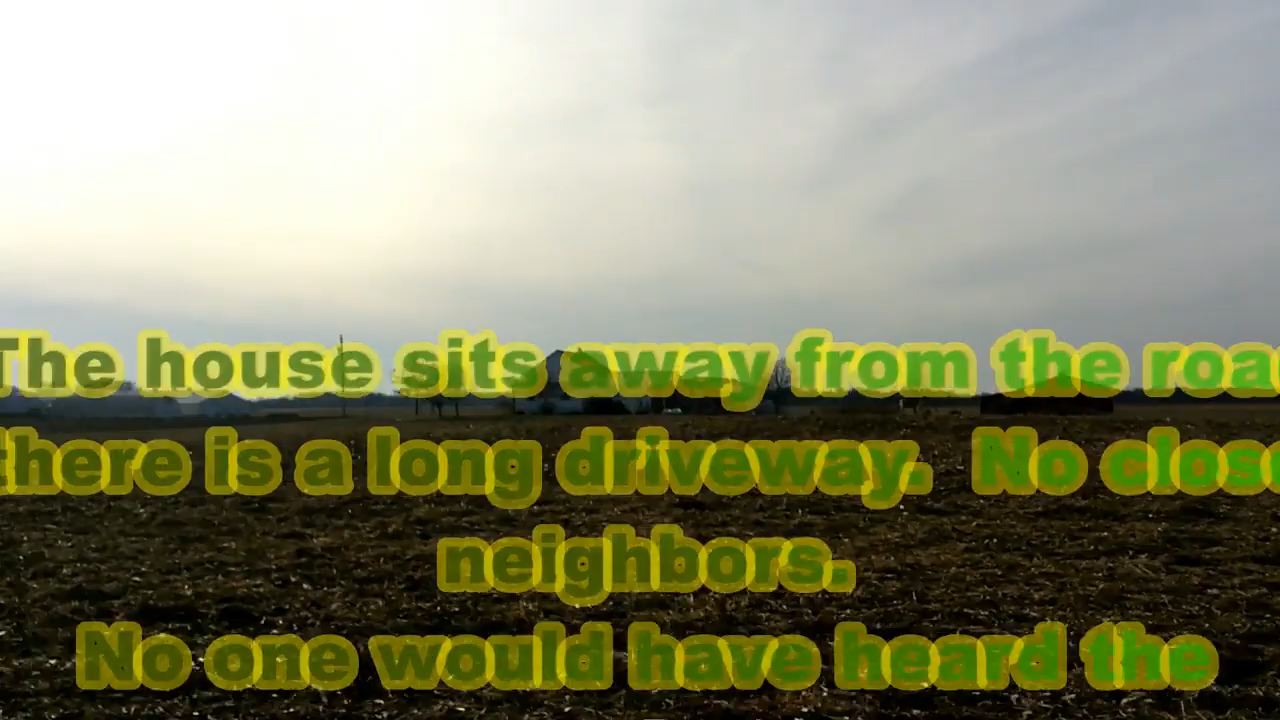 The house sits away from the roa
there is a long driveway. No close
neighbors.
No one would have heard the